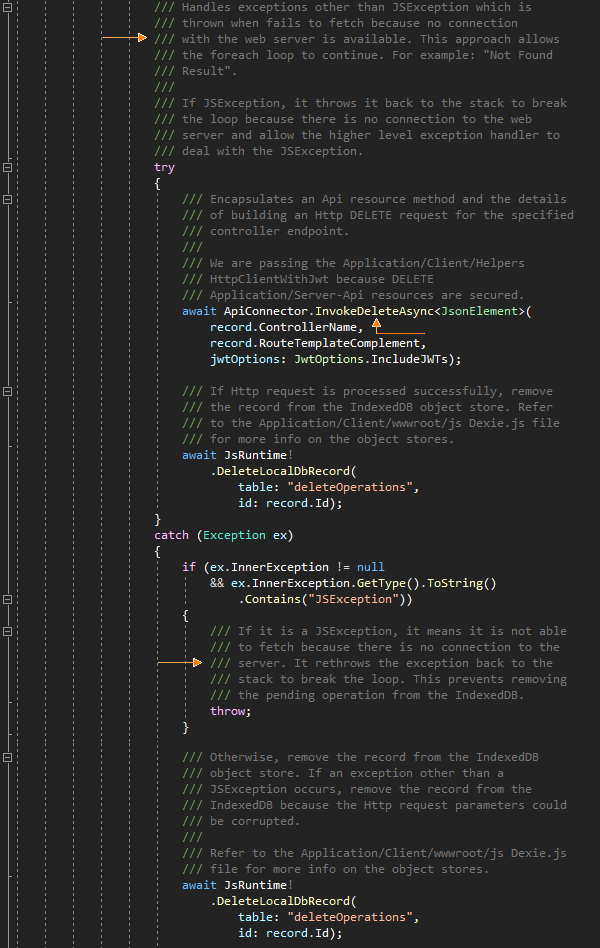 /// Handles exceptions other than JSException which is
/// thrown when fails to fetch because no connection
/// with the web server is available. This approach allows
/// the foreach loop to continue. For example: "Not Found
/// Result".
///
/// If JSException, it throws it back to the stack to break
/// the loop because there is no connection to the web
/// server and allow the higher level exception handler to
/// deal with the JSException.
try
{
/// Encapsulates an Api resource method and the details
/// of building an Http DELETE request for the specified
/// controller endpoint.
///
/// We are passing the Application/Client/Helpers
/// HttpClientWithJwt because DELETE
/// Application/Server-Api resources are secured.
await ApiConnector.InvokeDeleteAsync<JsonElement>(
record.ControllerName,
record.RouteTemplateComplement,
jwtOptions: JwtOptions.IncludeJWTs);
/// If Http request is processed successfully, remove
/// the record from the IndexedDB object store. Refer
/// to the Application/Client/wwwroot/js Dexie.js file
/// for more info on the object stores.
await JsRuntime!
.DeleteLocalDbRecord(
table: "deleteOperations",
id: record.Id);
}
catch (Exception ex)
{
if (ex.InnerException != null
&& ex.InnerException.GetType().ToString()
.Contains("JSException"))
{
/// If it is a JSException, it means it is not able
/// to fetch because there is no connection to the
/// server. It rethrows the exception back to the
/// stack to break the loop. This prevents removing
/// the pending operation from the IndexedDB.
throw;
}
/// Otherwise, remove the record from the IndexedDB
/// object store. If an exception other than a
/// JSException occurs, remove the record from the
/// IndexedDB because the Http request parameters could
/// be corrupted.
///
/// Refer to the Application/Client/wwwroot/js Dexie.js
/// file for more info on the object stores.
await JsRuntime!
.DeleteLocalDbRecord(
table: "deleteOperations",
id: record.Id);